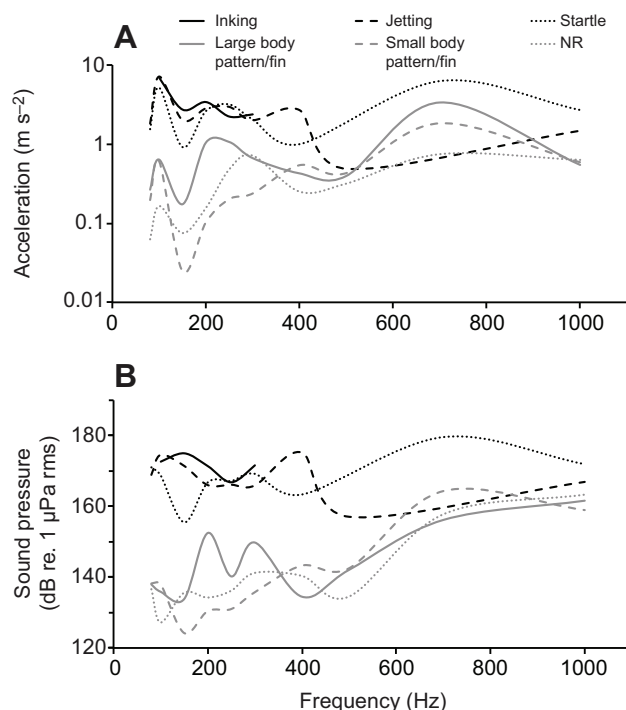 Inking
Jetting
Startle
Large body
pattern/fin
Small body
pattern/fin
NR
A
Acceleration (m s–2)
10
1
0.1
0.01
0
200
400
600
800
1000
B
Sound pressure
(dB re. 1 µPa rms)
180
160
140
120
0
200
400
600
800
1000
Frequency (Hz)